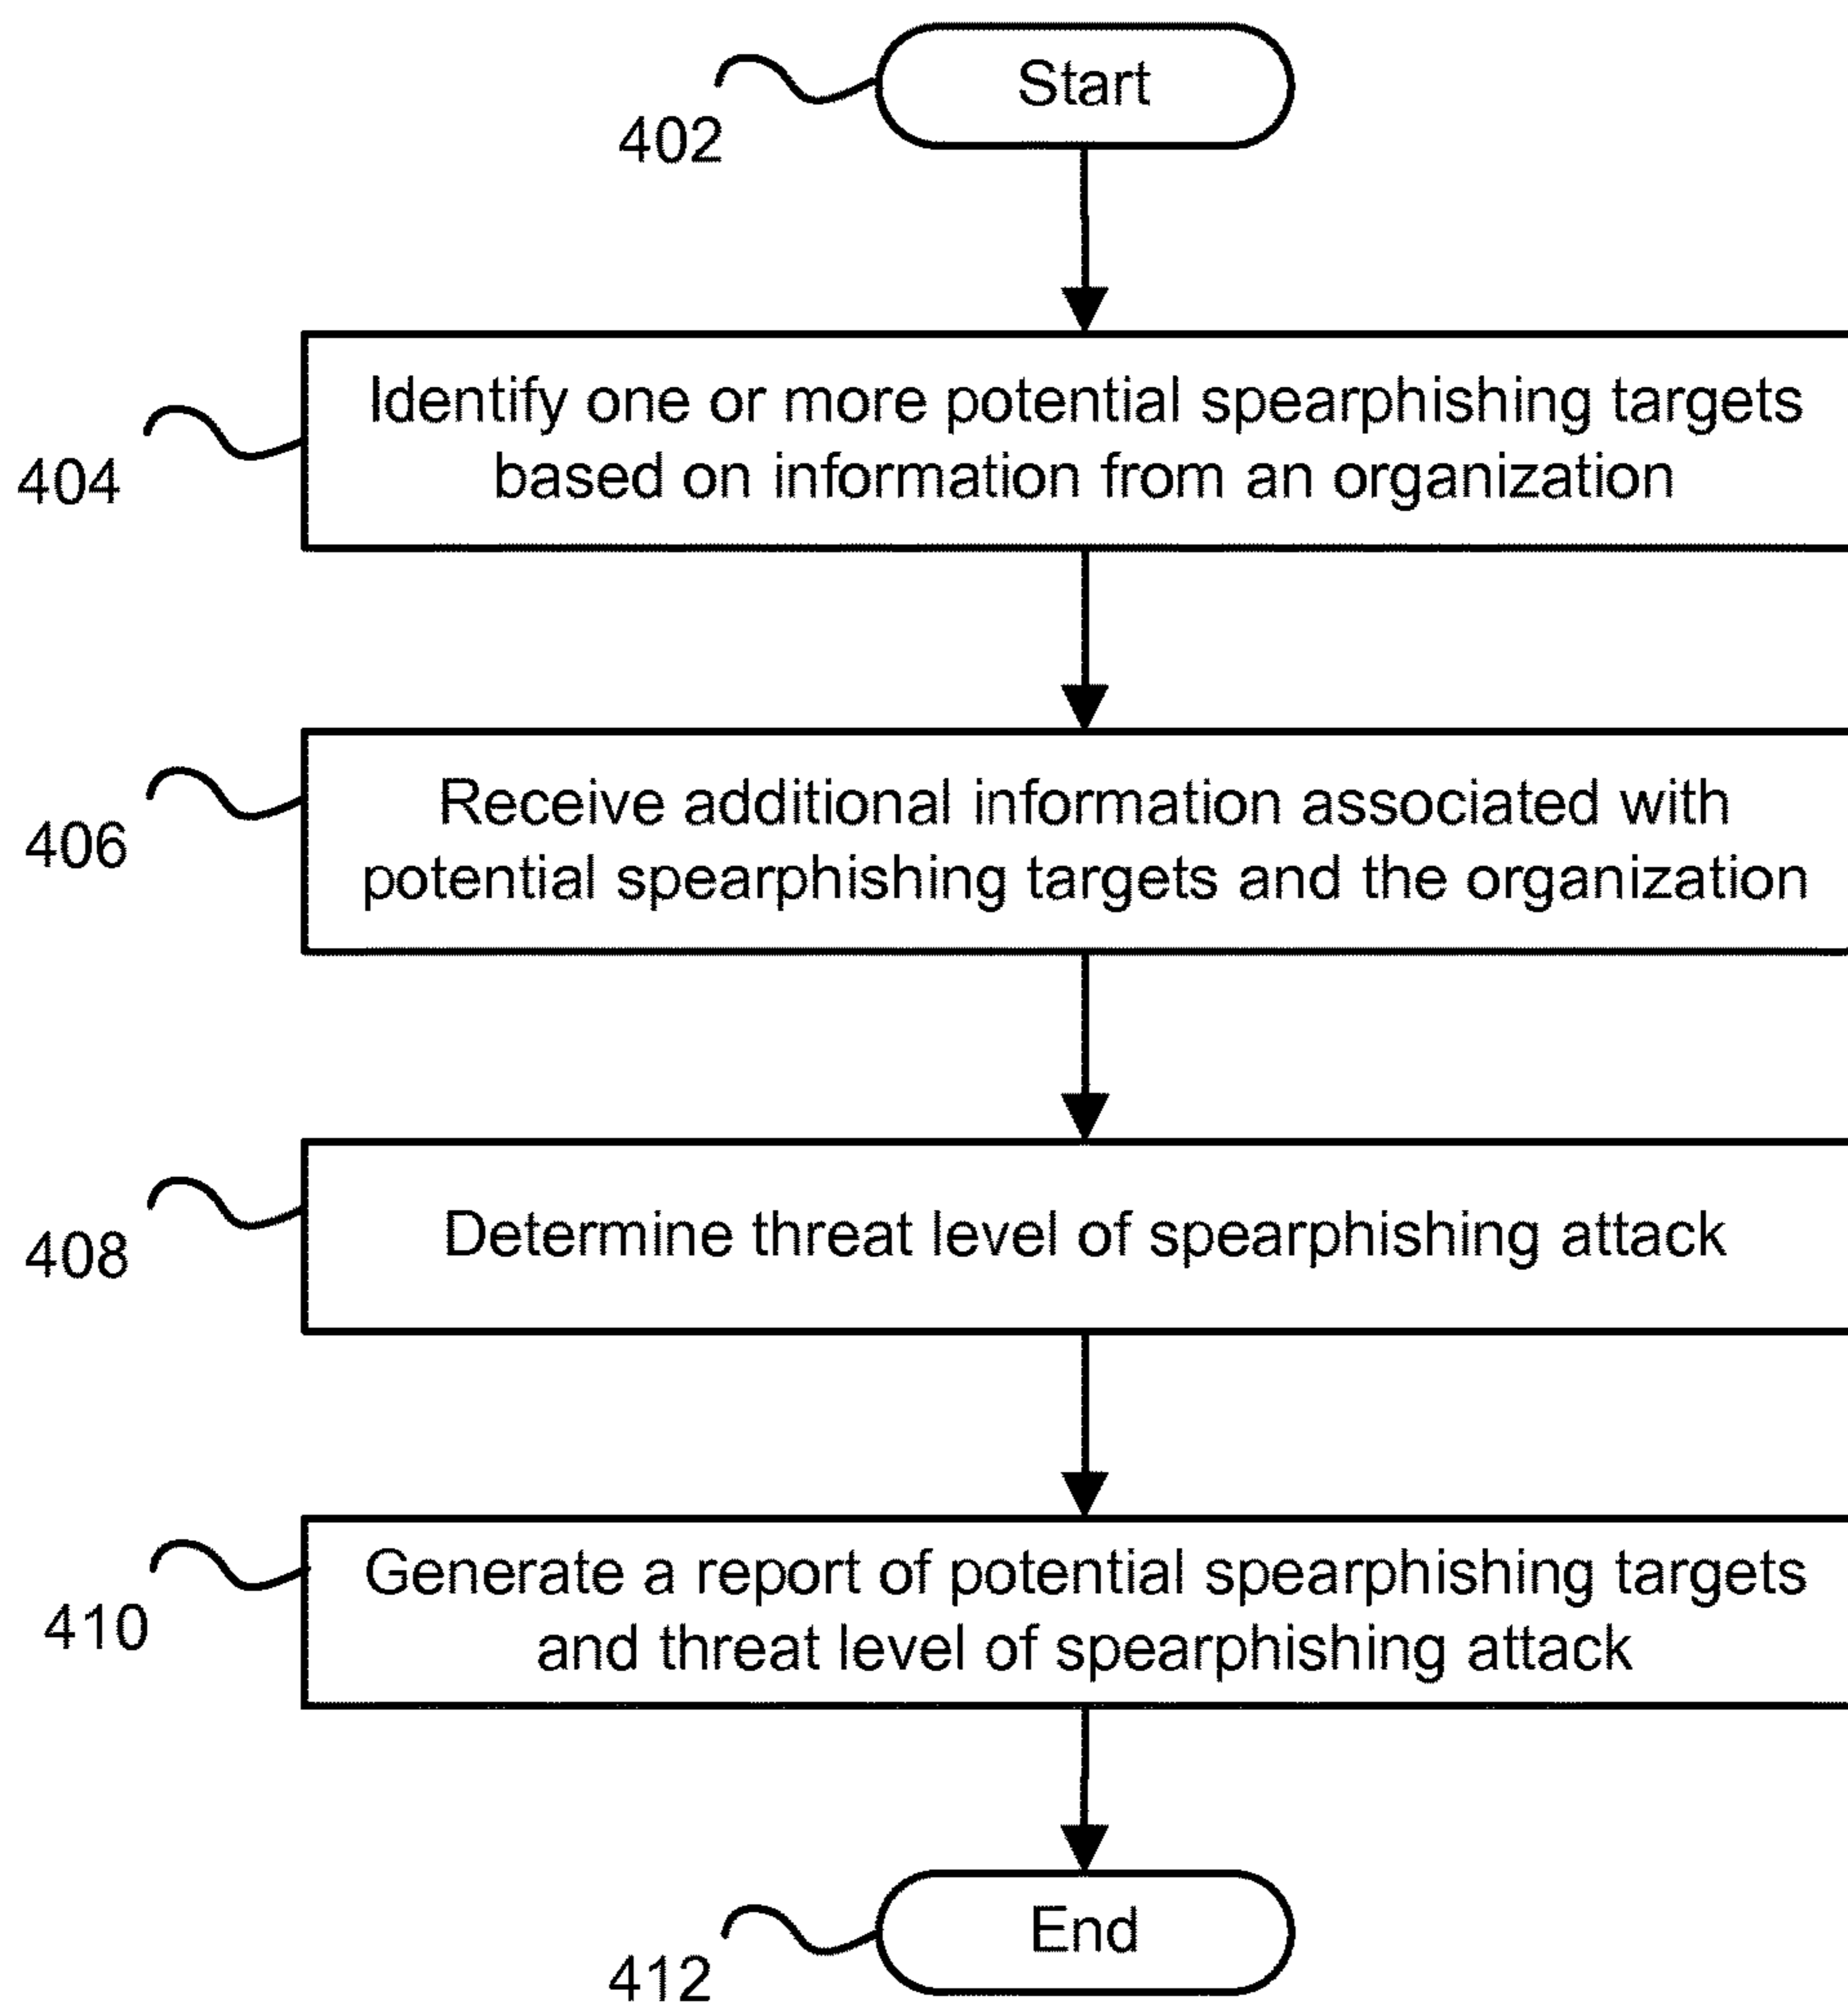 Start
402
Identify one or more potential spearphishing targets
based on information from an organization
404
Receive additional information associated with
potential spearphishing targets and the organization
406
Determine threat level of spearphishing attack
408
Generate a report of potential spearphishing targets
and threat level of spearphishing attack
410
End
412